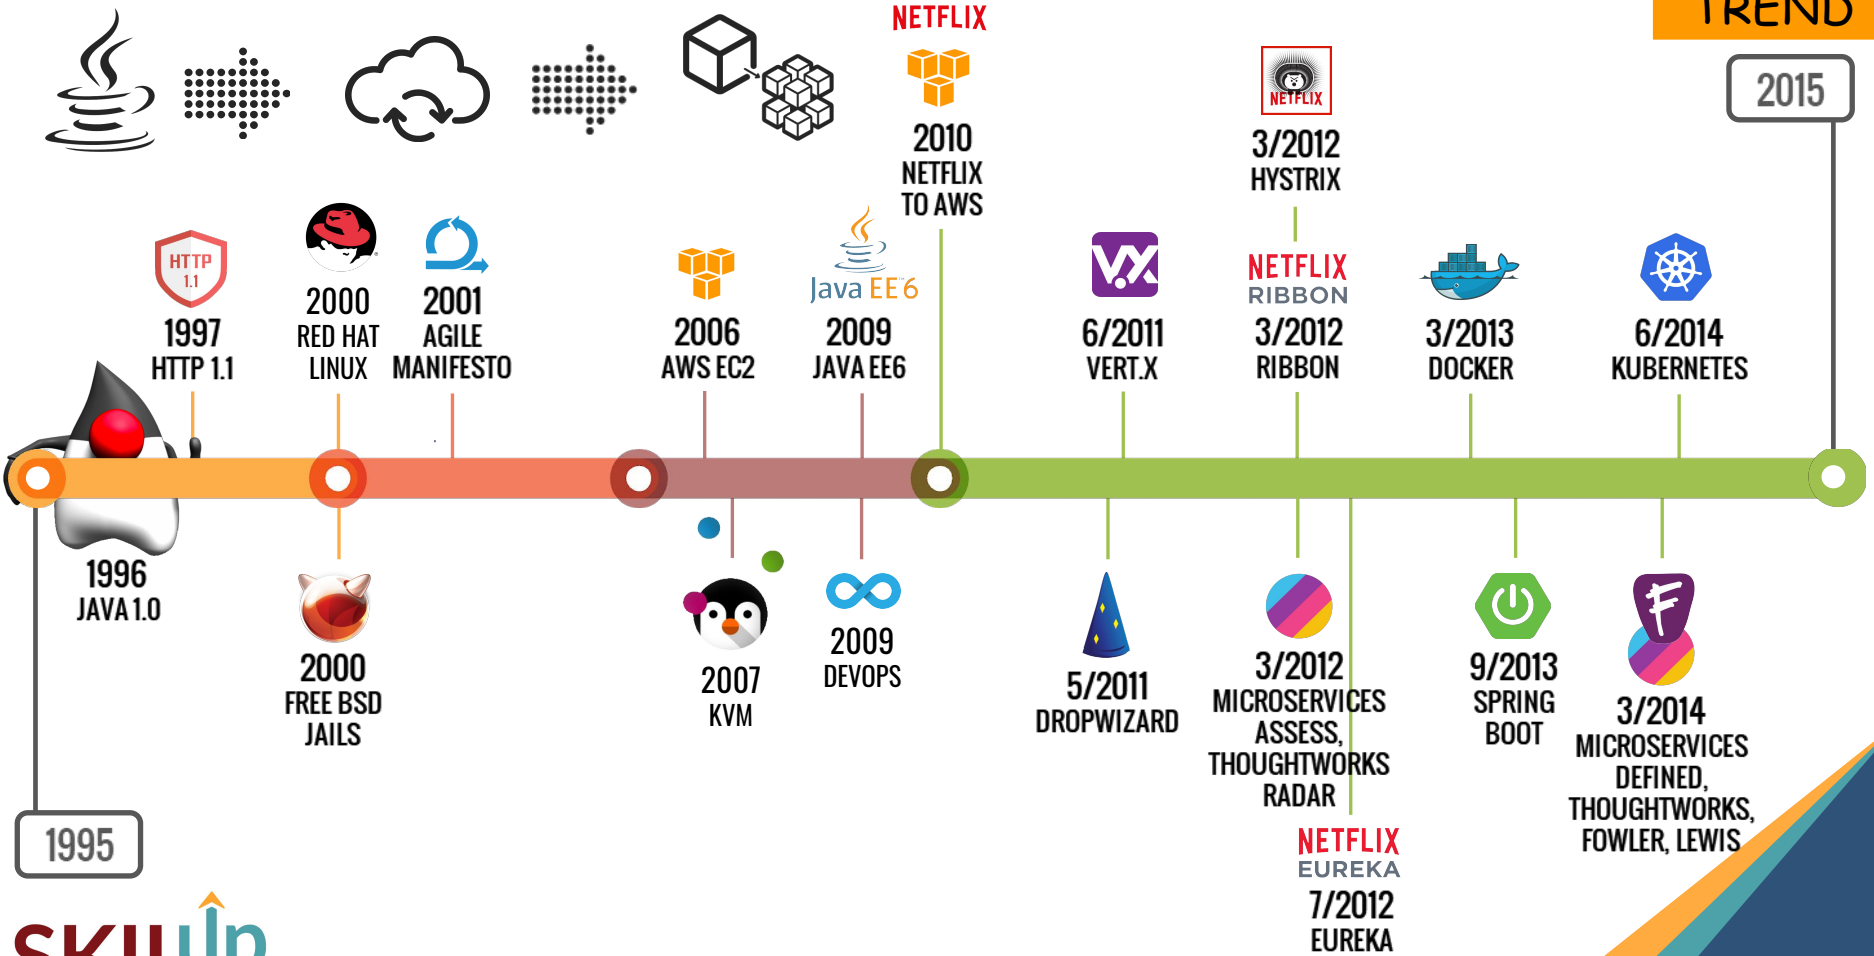 TREND
2015
NETFLIX
2010
NETFLIX
TO AWS
NETFLIX
3/2012
HYSTRIX
HTTP
1.1
1997
HTTP 1.1
2000
RED HAT
LINUX
2001
AGILE
MANIFESTO
2006
AWS EC2
Java EE6
2009
JAVA EE6
V.X
6/2011
VERT.X
NETFLIX
RIBBON
3/2012
RIBBON
3/2013
DOCKER
6/2014
KUBERNETES
1996
JAVA 1.0
2000
FREE BSD
JAILS
2007
KVM
2009
DEVOPS
5/2011
DROPWIZARD
3/2012
MICROSERVICES
ASSESS,
THOUGHTWORKS
RADAR
NETFLIX
EUREKA
7/2012
EUREKA
9/2013
SPRING
BOOT
F
3/2014
MICROSERVICES
DEFINED,
THOUGHTWORKS,
FOWLER, LEWIS
1995
SKILLUP